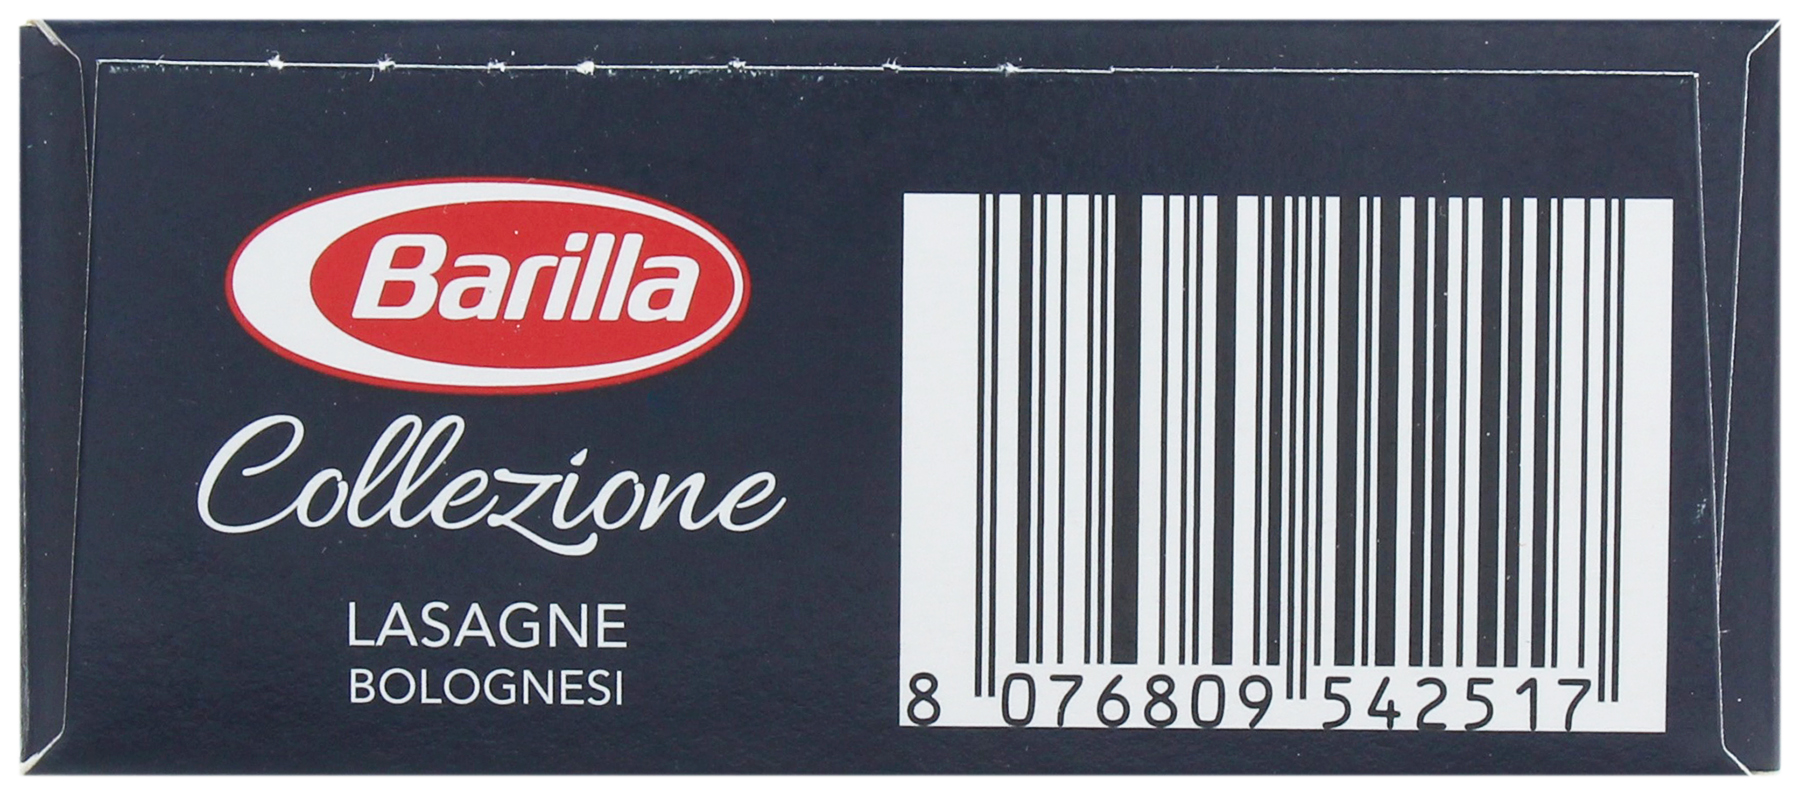 Barilla
Collezione
LASAGNE
BOLOGNESI
8 076809 542517